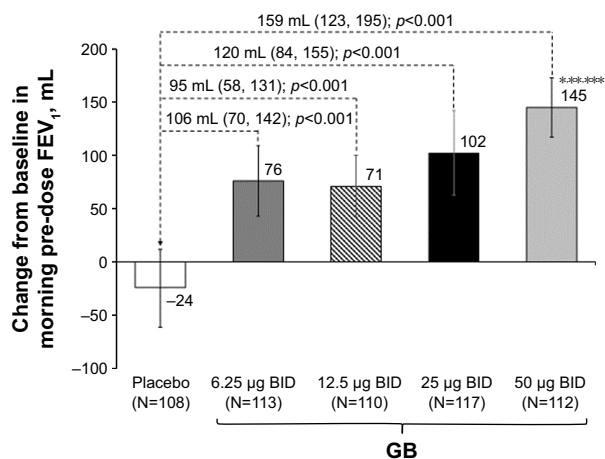 159 mL (123, 195); p<0.001
120 mL (84, 155); p<0.001
95 mL (58, 131); p<0.001
106 mL (70, 142); p<0.001
Change from baseline in
morning pre-dose FEV₁, mL
200
150
100
50
0
–50
–100
–24
76
71
102
145
******
Placebo
(N=108)
6.25 µg BID
(N=113)
12.5 µg BID
(N=110)
25 µg BID
(N=117)
50 µg BID
(N=112)
GB